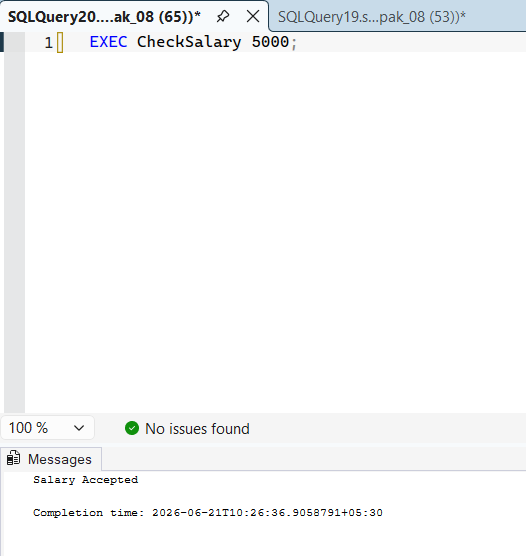 SQLQuery20....ak_08 (65))*
SQLQuery19.s...pak_08 (53))*
1 EXEC CheckSalary 5000;
100 %
No issues found
Messages
Salary Accepted
Completion time: 2026-06-21T10:26:36.9058791+05:30